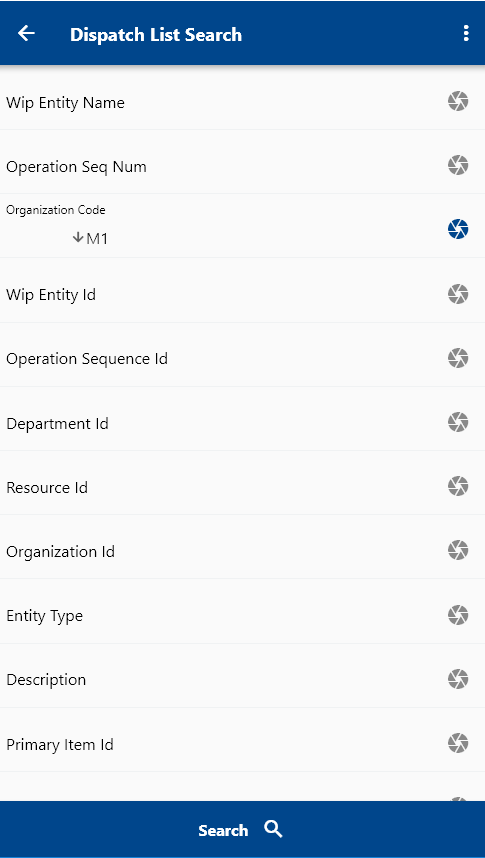 Dispatch List Search
Wip Entity Name
Operation Seq Num
Organization Code
M1
Wip Entity Id
Operation Sequence Id
Department Id
Resource Id
Organization Id
Entity Type
Description
Primary Item Id
Search